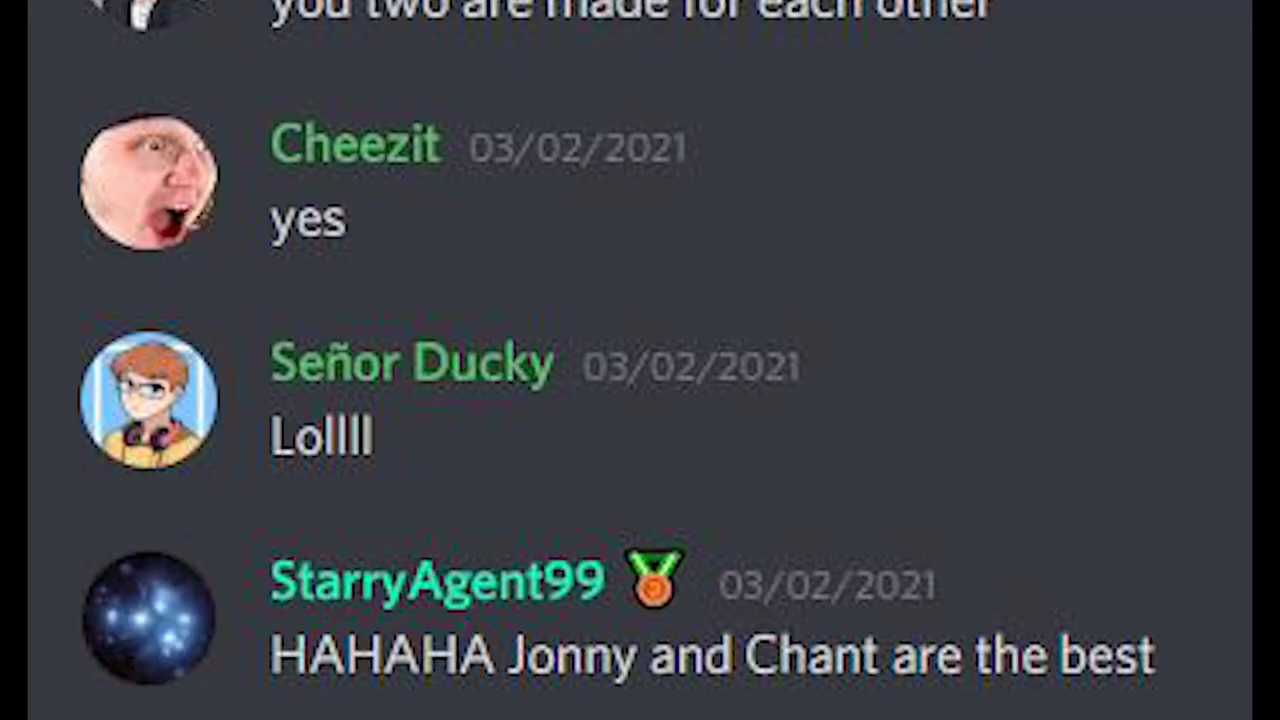 you two are made for each other
Cheezit 03/02/2021
yes
Señor Ducky 03/02/2021
Lollll
StarryAgent99 03/02/2021
HAHAHA Jonny and Chant are the best